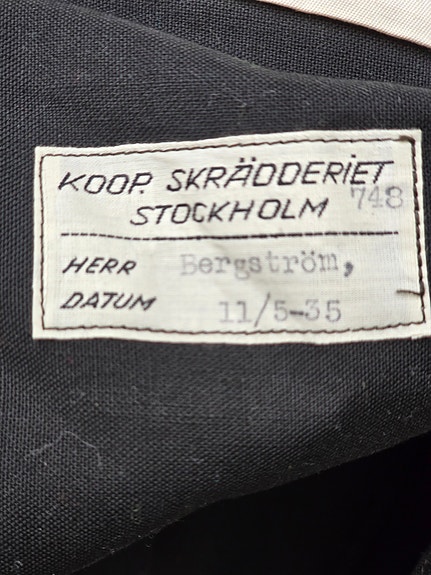 KOOP. SKRÄDDERIET
STOCKHOLM 748
HERR Bergström,
DATUM 11/5-35